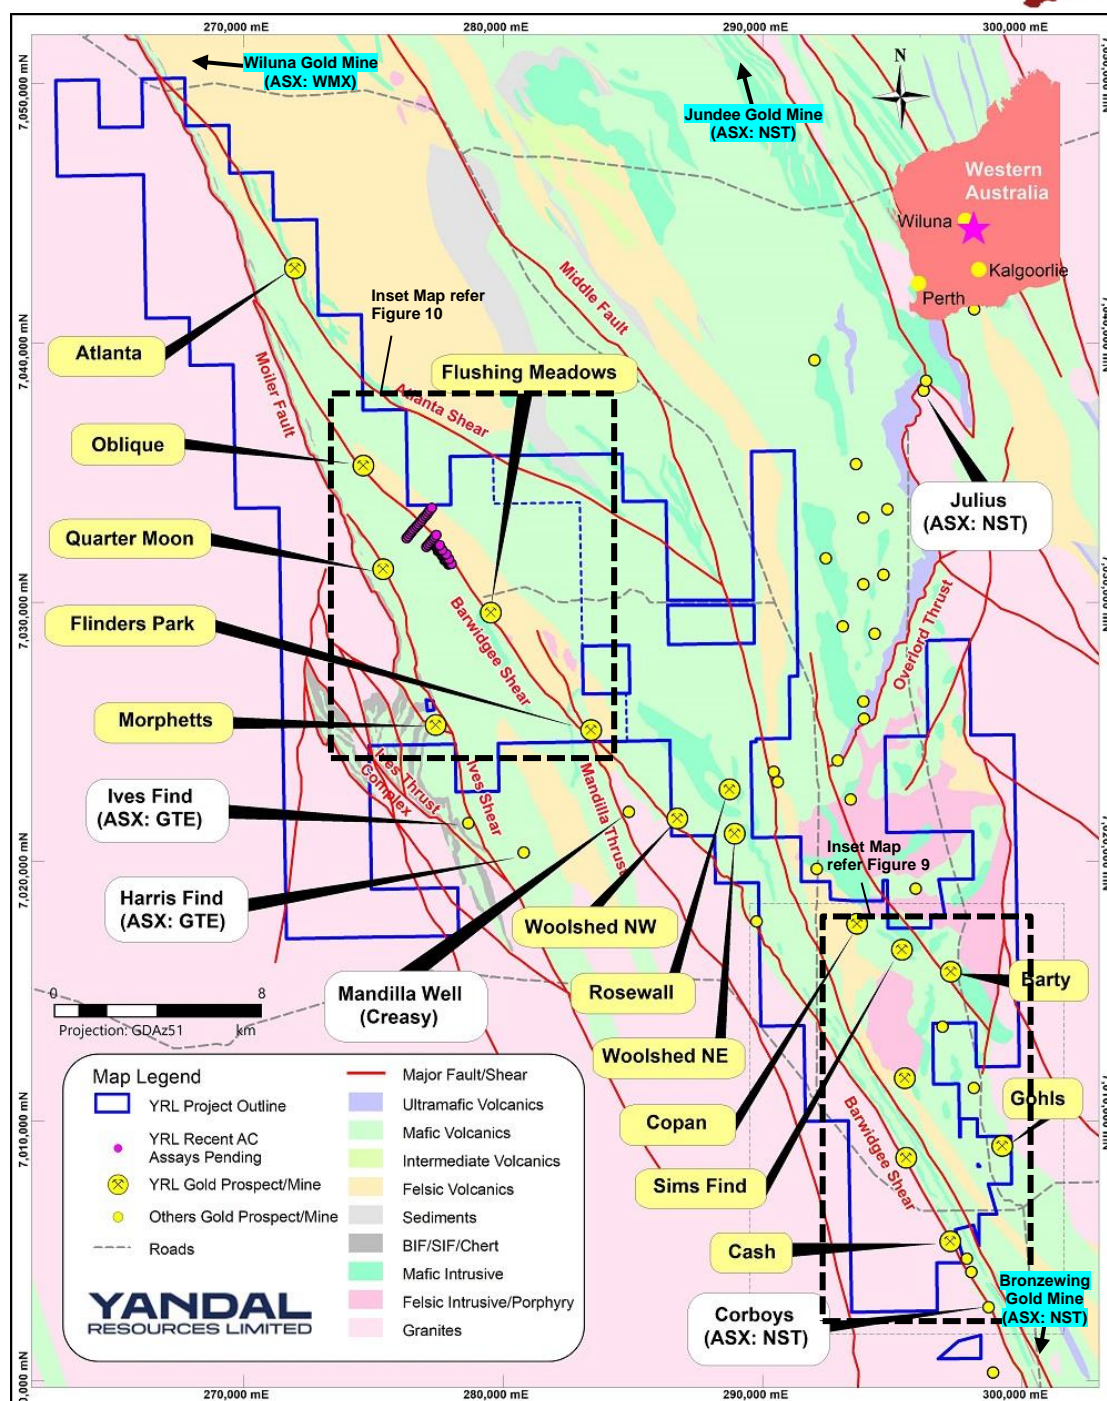 270,000 mE
280,000 mE
290,000 mE
300,000 mE
7,050,000 mN
7,040,000 mN
7,030,000 mN
7,020,000 mN
7,010,000 mN
Wiluna Gold Mine
(ASX: WMX)
Jundee Gold Mine
(ASX: NST)
N
Western
Australia
Wiluna
Kalgoorlie
Perth
Middle Fault
Inset Map refer
Figure 10
Atlanta
Flushing Meadows
Moiler Fault
Atlanta Shear
Oblique
Julius
(ASX: NST)
Quarter Moon
Flinders Park
Barwidgee Shear
Overlord Thrust
Morphetts
Ives Thrust
Complex
Ives Shear
Mandilla Thrust
Ives Find
(ASX: GTE)
Inset Map
refer Figure 9
Harris Find
(ASX: GTE)
Woolshed NW
Mandilla Well
(Creasy)
Rosewall
Barty
Woolshed NE
Copan
Gohls
Barwidgee Shear
Sims Find
Cash
Corboys
(ASX: NST)
Bronzewing
Gold Mine
(ASX: NST)
0
8
Projection: GDAz51
km
Map Legend
YRL Project Outline
YRL Recent AC
Assays Pending
YRL Gold Prospect/Mine
Others Gold Prospect/Mine
Roads
Major Fault/Shear
Ultramafic Volcanics
Mafic Volcanics
Intermediate Volcanics
Felsic Volcanics
Sediments
BIF/SIF/Chert
Mafic Intrusive
Felsic Intrusive/Porphyry
Granites
YANDAL
RESOURCES LIMITED
270,000 mE
280,000 mE
290,000 mE
300,000 mE